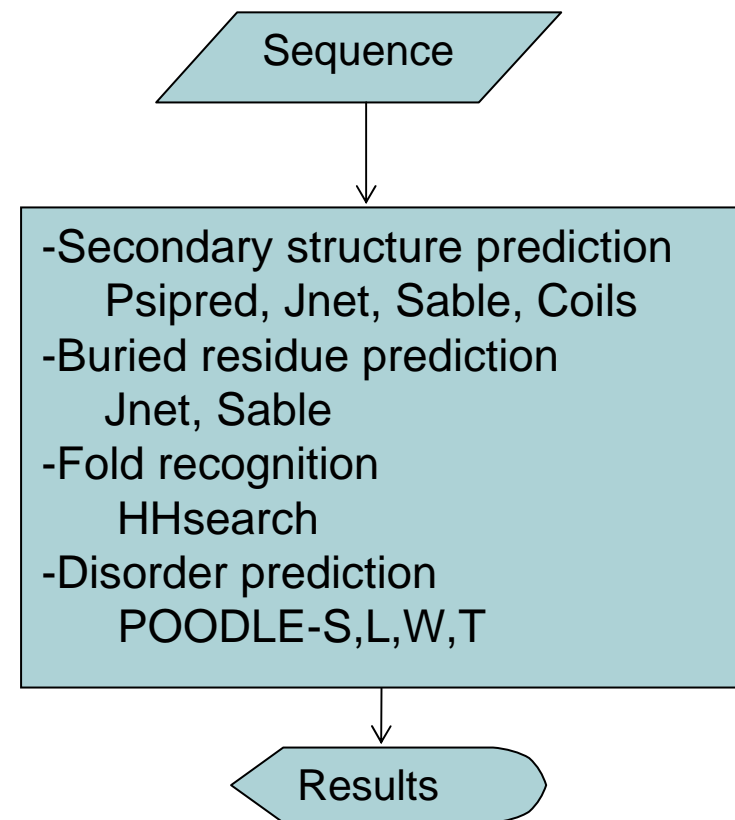 Sequence
-Secondary structure prediction
Psipred, Jnet, Sable, Coils
-Buried residue prediction
Jnet, Sable
-Fold recognition
HHsearch
-Disorder prediction
POODLE-S,L,W,T
Results